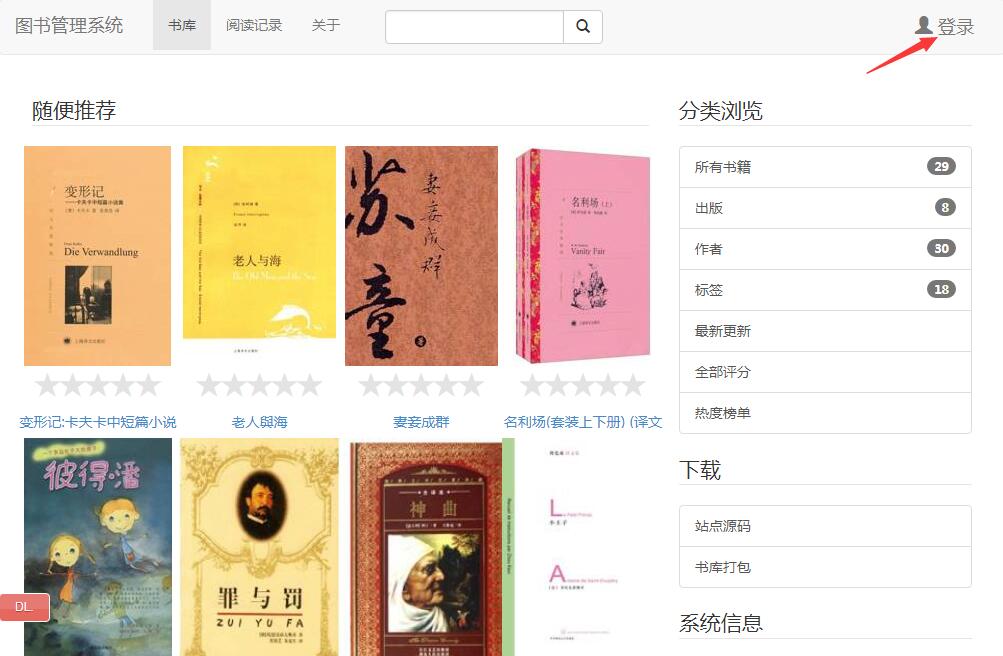 图书管理系统
书库
阅读记录
关于
登录
随便推荐
变形记
——卡夫卡中短篇小说集
Die Verwandlung
老人与海
The Old Man and the Sea
苏童
妻妾成群
名利场(上)
Vanity Fair
变形记:卡夫卡中短篇小说
老人與海
妻妾成群
名利场(套装上下册) (译文
彼得·潘
罪与罚
ZUI YU FA
神曲
小王子
分类浏览
所有书籍 29
出版 8
作者 30
标签 18
最新更新
全部评分
热度榜单
下载
站点源码
书库打包
系统信息
DL.